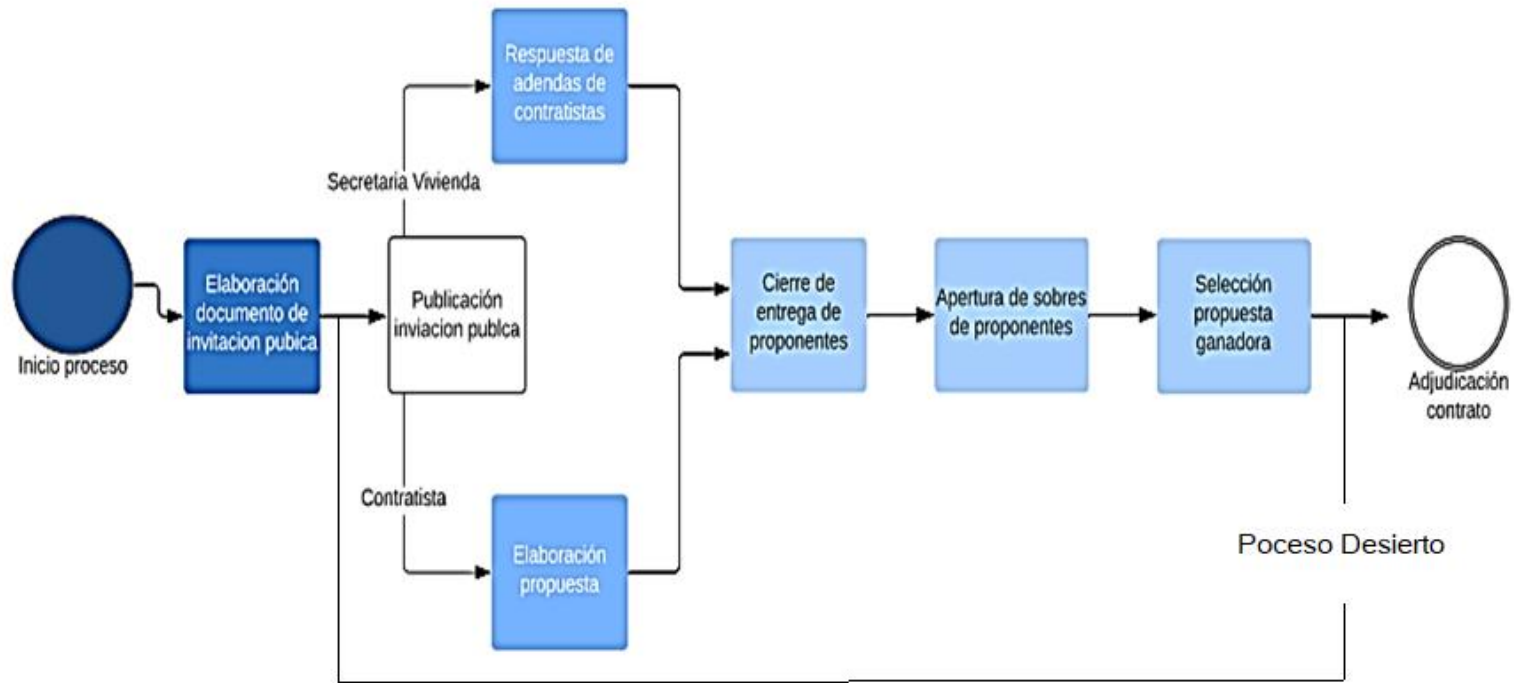 Inicio proceso
Elaboración
documento de
invitacion pubica
Secretaria Vivienda
Publicación
inviacion publca
Contratista
Respuesta de
adendas de
contratistas
Elaboración
propuesta
Cierre de
entrega de
proponentes
Apertura de sobres
de proponentes
Selección
propuesta
ganadora
Adjudicación
contrato
Poceso Desierto